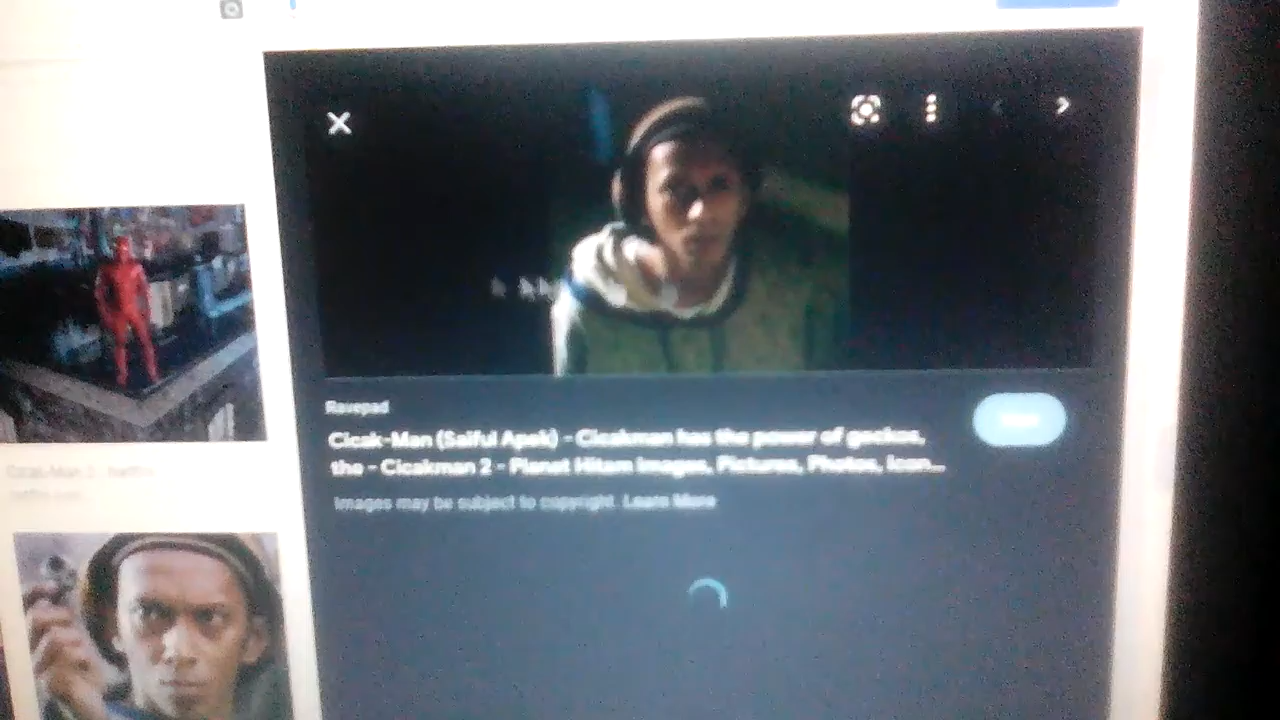 Ravepad
Cicak-Man (Saiful Apek) - Cicakman has the power of geckos,
the - Cicakman 2 - Planet Hitam Images, Pictures, Photos, Icon...
Images may be subject to copyright. Learn More